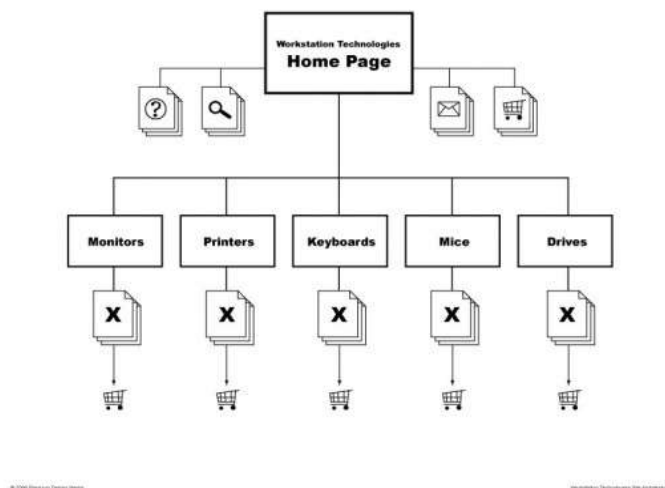 Workstation Technologies
Home Page
?
Monitors
Printers
Keyboards
Mice
Drives
X
X
X
X
X